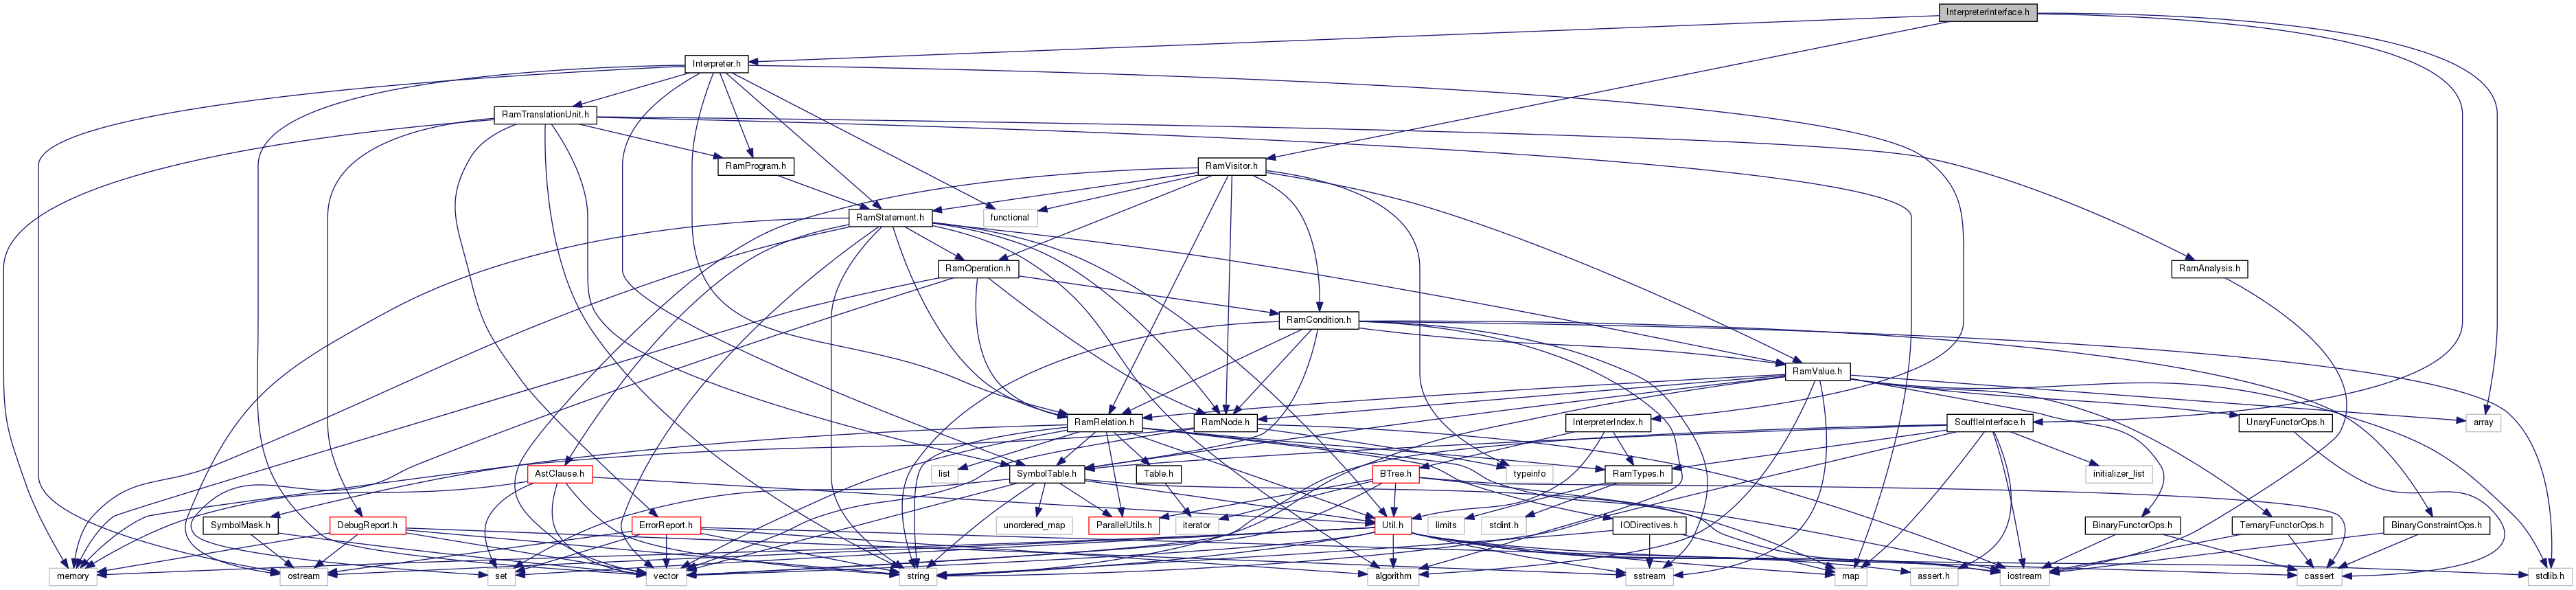 InterpreterInterface.h
Interpreter.h
RamTranslationUnit.h
RamProgram.h
RamVisitor.h
RamStatement.h
functional
RamOperation.h
RamAnalysis.h
RamCondition.h
RamValue.h
RamRelation.h
RamNode.h
InterpreterIndex.h
SouffleInterface.h
array
UnaryFunctorOps.h
AstClause.h
list
SymbolTable.h
Table.h
BTree.h
typeinfo
RamTypes.h
initializer_list
SymbolMask.h
DebugReport.h
ErrorReport.h
unordered_map
ParallelUtils.h
iterator
Util.h
limits
stdint.h
IODirectives.h
BinaryFunctorOps.h
TernaryFunctorOps.h
BinaryConstraintOps.h
memory
ostream
set
vector
string
algorithm
sstream
map
assert.h
iostream
cassert
stdlib.h